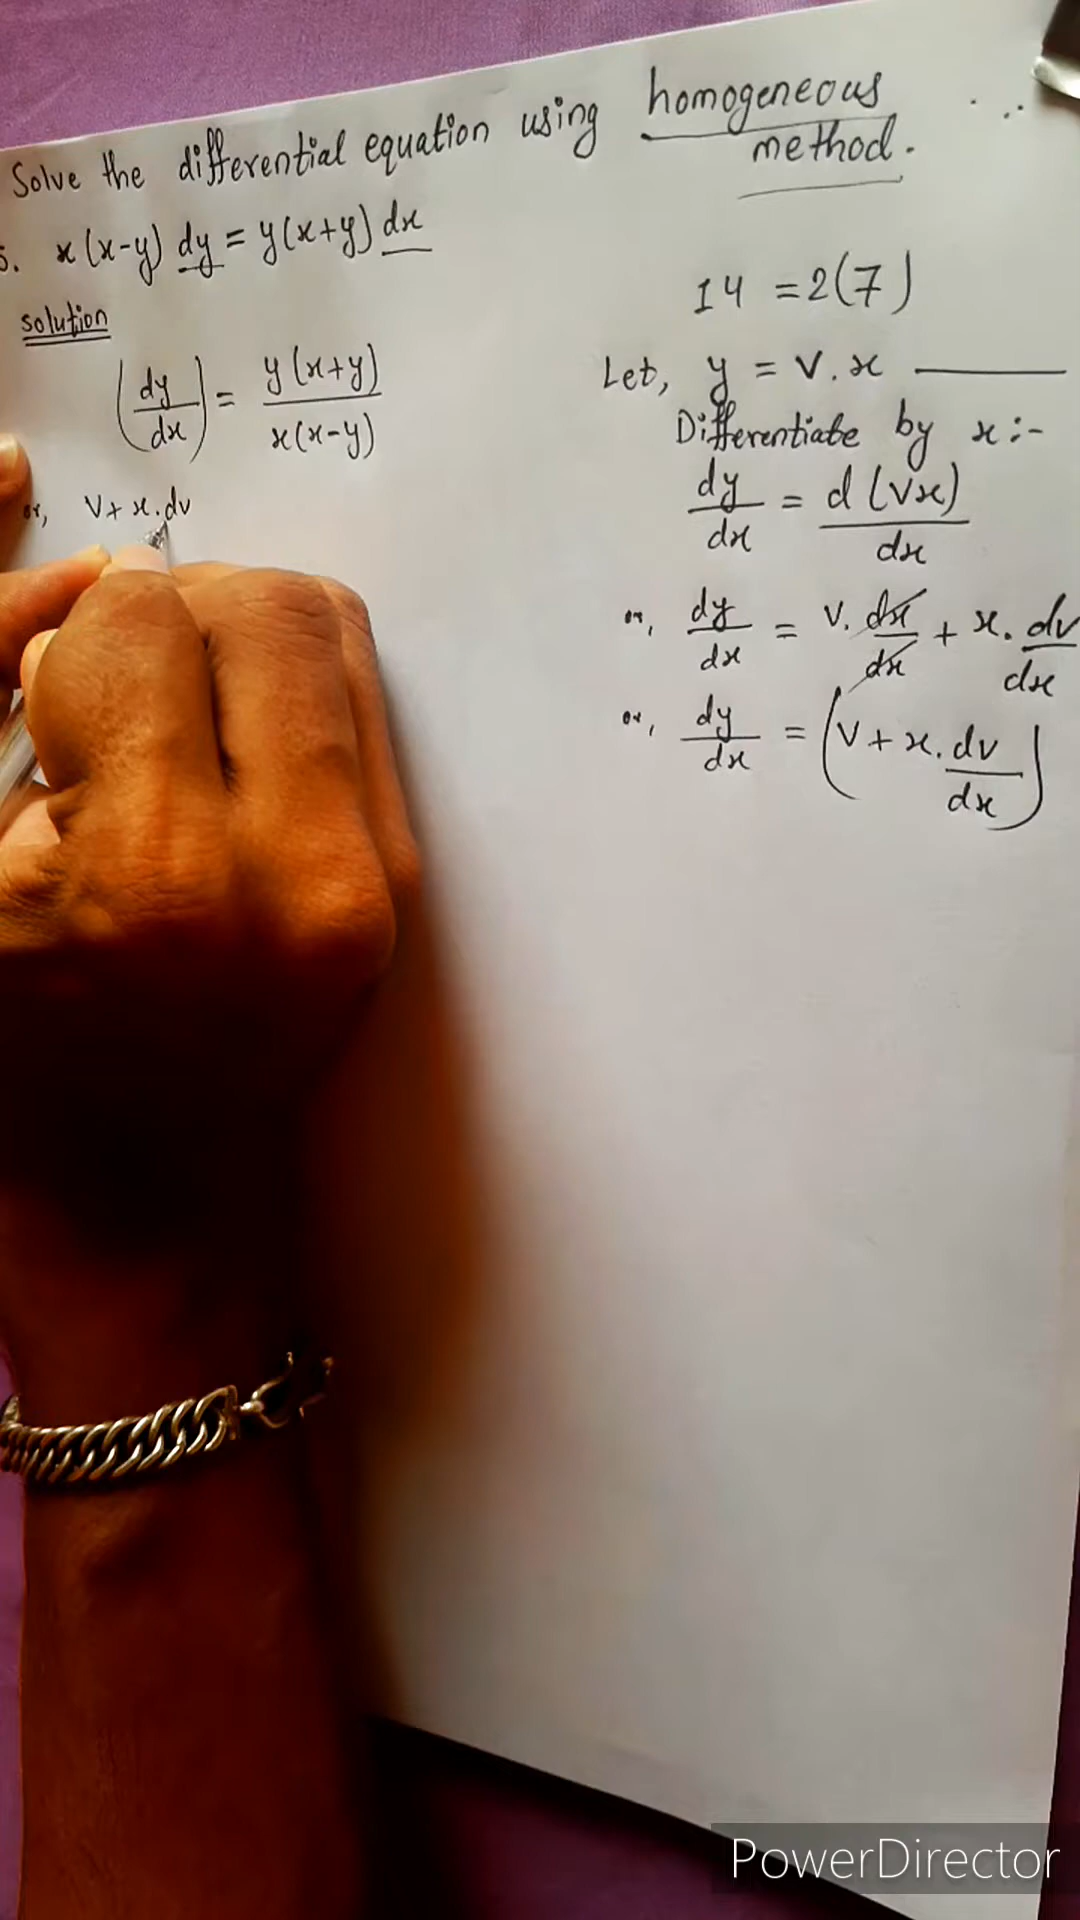 Solve the differential equation using homogeneous method.
5. x(x-y) dy = y(x+y) dx
solution
(dy/dx) = y(x+y)/x(x-y)
or, v + x.dv
14 = 2(7)
Let, y = v.x
Differentiate by x:-
dy/dx = d(vx)/dx
or, dy/dx = v.dx/dx + x.dv/dx
or, dy/dx = (v + x.dv/dx)
PowerDirector